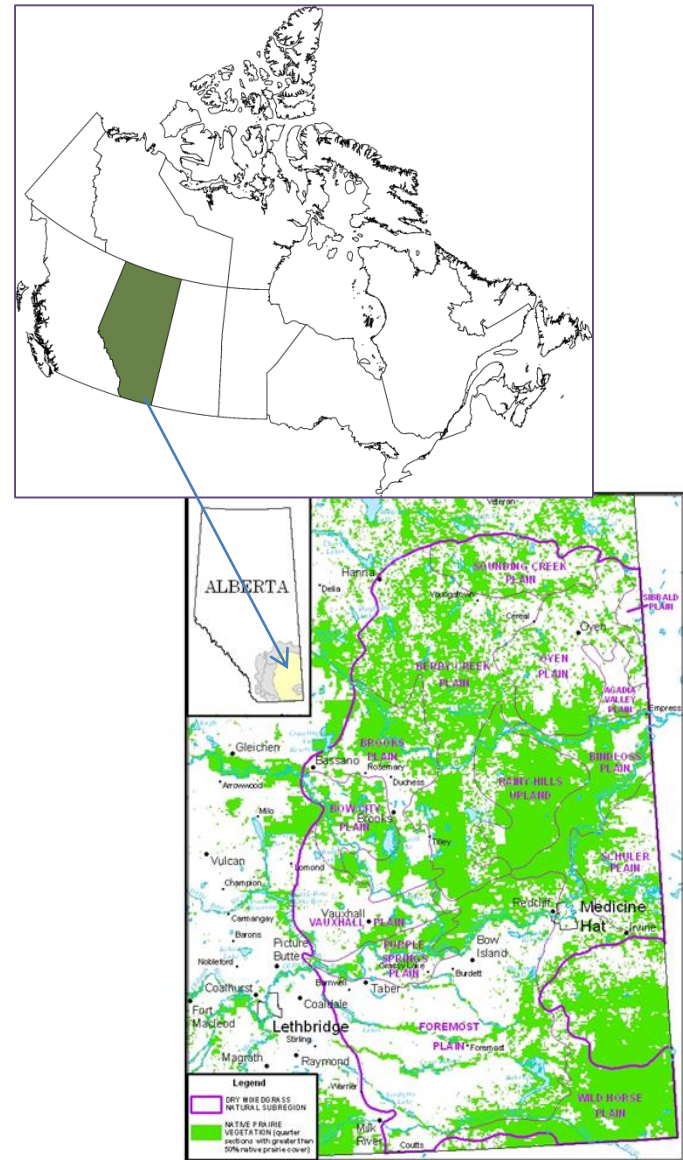 Veteran
ALBERTA
Hanna
Delia
SOUNDING CREEK
PLAIN
Youngstown
SIBBALD
PLAIN
Cereal
Oyen
BERRY CREEK
PLAIN
OYEN
PLAIN
ACADIA
VALLEY
PLAIN
Empress
Gleichen
Bassano
BROOKS
PLAIN
Rosemary
Duchess
BINDLOSS
PLAIN
RAINY HILLS
UPLAND
Arrowwood
Milo
BOW CITY
PLAIN
Brooks
Tilley
SCHULER
PLAIN
Vulcan
Lomond
Champion
Carmangay
Vauxhall
VAUXHALL PLAIN
Redcliff
Medicine
Hat
Irvine
Barons
Picture
Butte
Nobleford
PURPLE
SPRINGS
PLAIN
Grassy Lake
Bow
Island
Burdett
Barnwell
Taber
Coalhurst
Coaldale
Fort
Macleod
Lethbridge
Stirling
FOREMOST
PLAIN
Foremost
Magrath
Raymond
Warner
WILD HORSE
PLAIN
Milk
River
Coutts
Legend
DRY MIXEDGRASS
NATURAL SUBREGION
NATIVE PRAIRIE
VEGETATION (quarter
sections with greater than
50% native prairie cover)